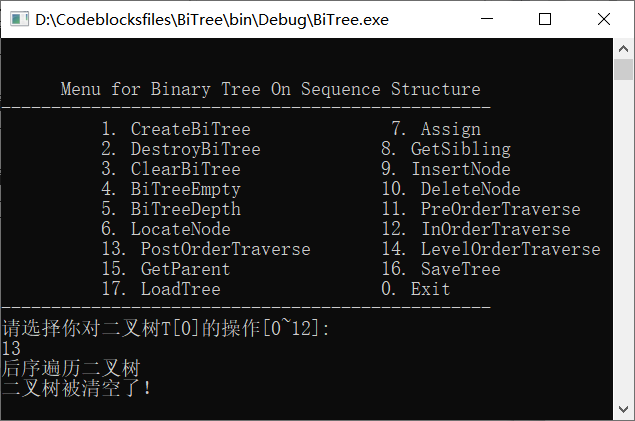 D:\Codeblocksfiles\BiTree\bin\Debug\BiTree.exe
Menu for Binary Tree On Sequence Structure
-------------------------------------------------
1. CreateBiTree 7. Assign
2. DestroyBiTree 8. GetSibling
3. ClearBiTree 9. InsertNode
4. BiTreeEmpty 10. DeleteNode
5. BiTreeDepth 11. PreOrderTraverse
6. LocateNode 12. InOrderTraverse
13. PostOrderTraverse 14. LevelOrderTraverse
15. GetParent 16. SaveTree
17. LoadTree 0. Exit
-------------------------------------------------
请选择你对二叉树T[0]的操作[0~12]:
13
后序遍历二叉树
二叉树被清空了!